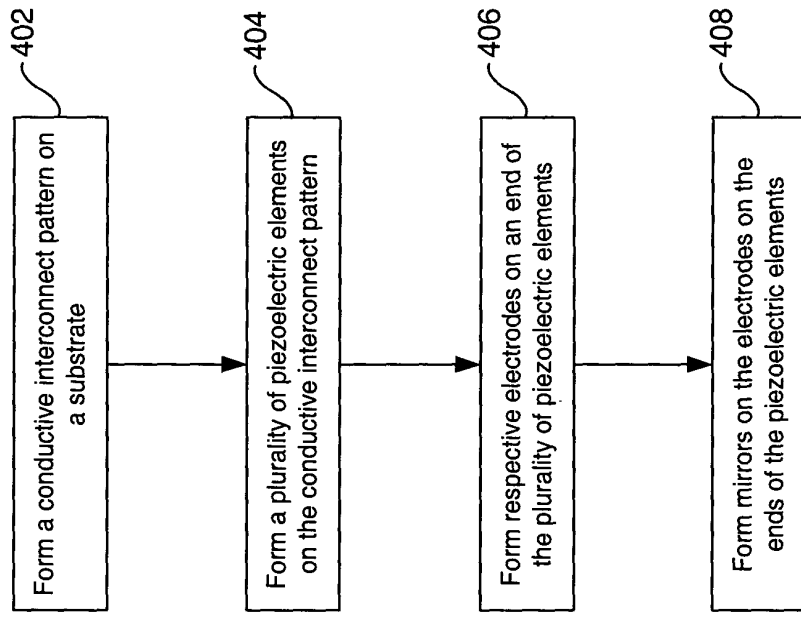 402
Form a conductive interconnect pattern on
a substrate
404
Form a plurality of piezoelectric elements
on the conductive interconnect pattern
406
Form respective electrodes on an end of
the plurality of piezoelectric elements
408
Form mirrors on the electrodes on the
ends of the piezoelectric elements